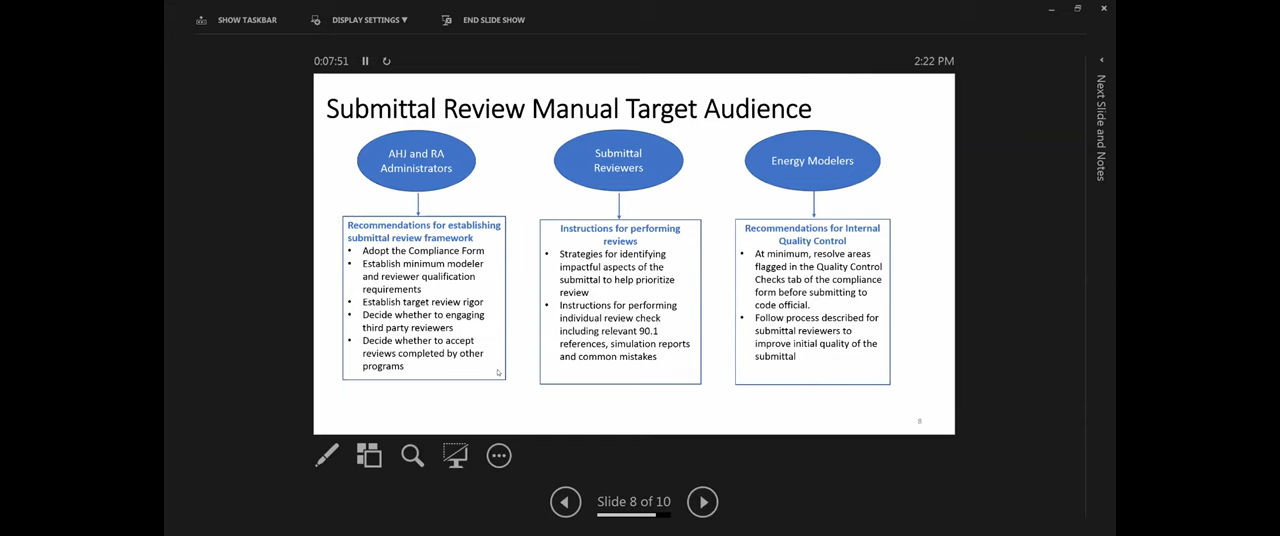 SHOW TASKBAR
DISPLAY SETTINGS ▼
END SLIDE SHOW
0:07:51
2:22 PM
Next Slide and Notes
Submittal Review Manual Target Audience
AHJ and RA
Administrators
Recommendations for establishing
submittal review framework
• Adopt the Compliance Form
• Establish minimum modeler
and reviewer qualification
requirements
• Establish target review rigor
• Decide whether to engaging
third party reviewers
• Decide whether to accept
reviews completed by other
programs
Submittal
Reviewers
Instructions for performing
reviews
• Strategies for identifying
impactful aspects of the
submittal to help prioritize
review
• Instructions for performing
individual review check
including relevant 90.1
references, simulation reports
and common mistakes
Energy Modelers
Recommendations for Internal
Quality Control
• At minimum, resolve areas
flagged in the Quality Control
Checks tab of the compliance
form before submitting to
code official.
• Follow process described for
submittal reviewers to
improve initial quality of the
submittal
8
Slide 8 of 10